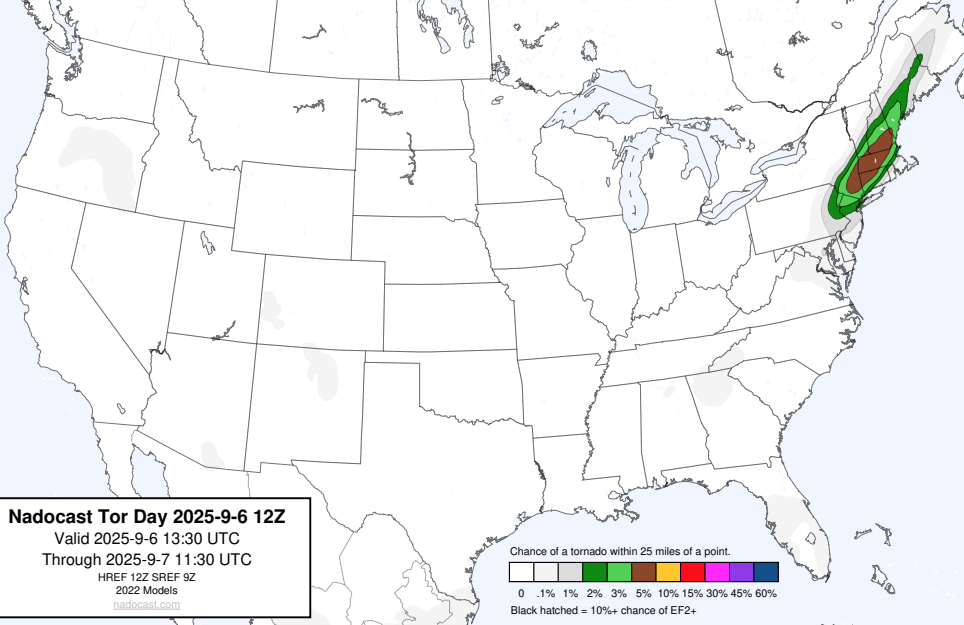 Nadocast Tor Day 2025-9-6 12Z
Valid 2025-9-6 13:30 UTC
Through 2025-9-7 11:30 UTC
HREF 12Z SREF 9Z
2022 Models
nadocast.com
Chance of a tornado within 25 miles of a point.
0 .1% 1% 2% 3% 5% 10% 15% 30% 45% 60%
Black hatched = 10%+ chance of EF2+